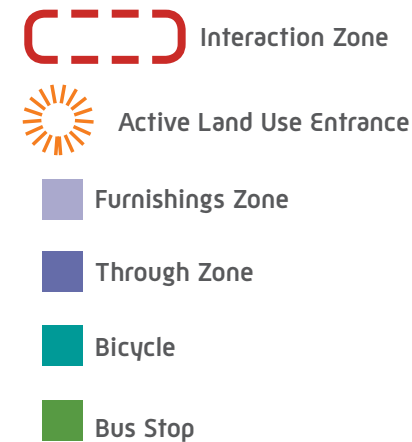 Interaction Zone
Active Land Use Entrance
Furnishings Zone
Through Zone
Bicycle
Bus Stop